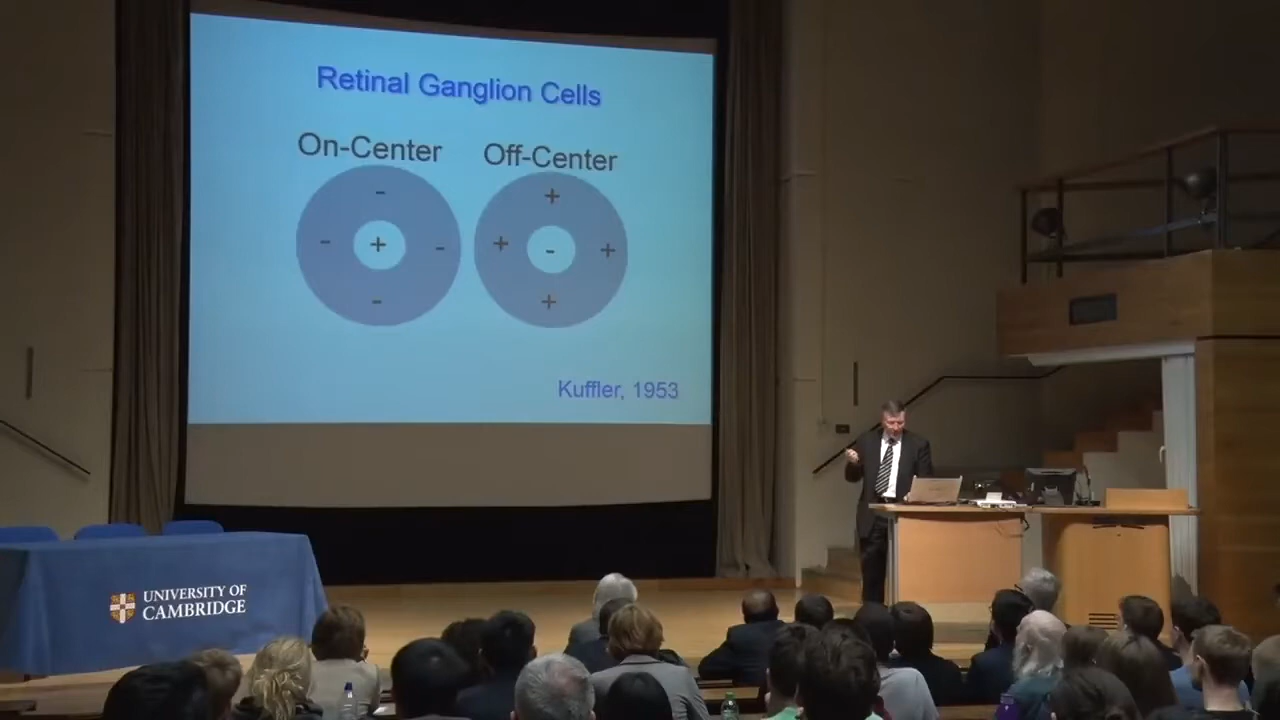 Retinal Ganglion Cells
On-Center Off-Center
- +
- + - + - +
- +
Kuffler, 1953
UNIVERSITY OF
CAMBRIDGE